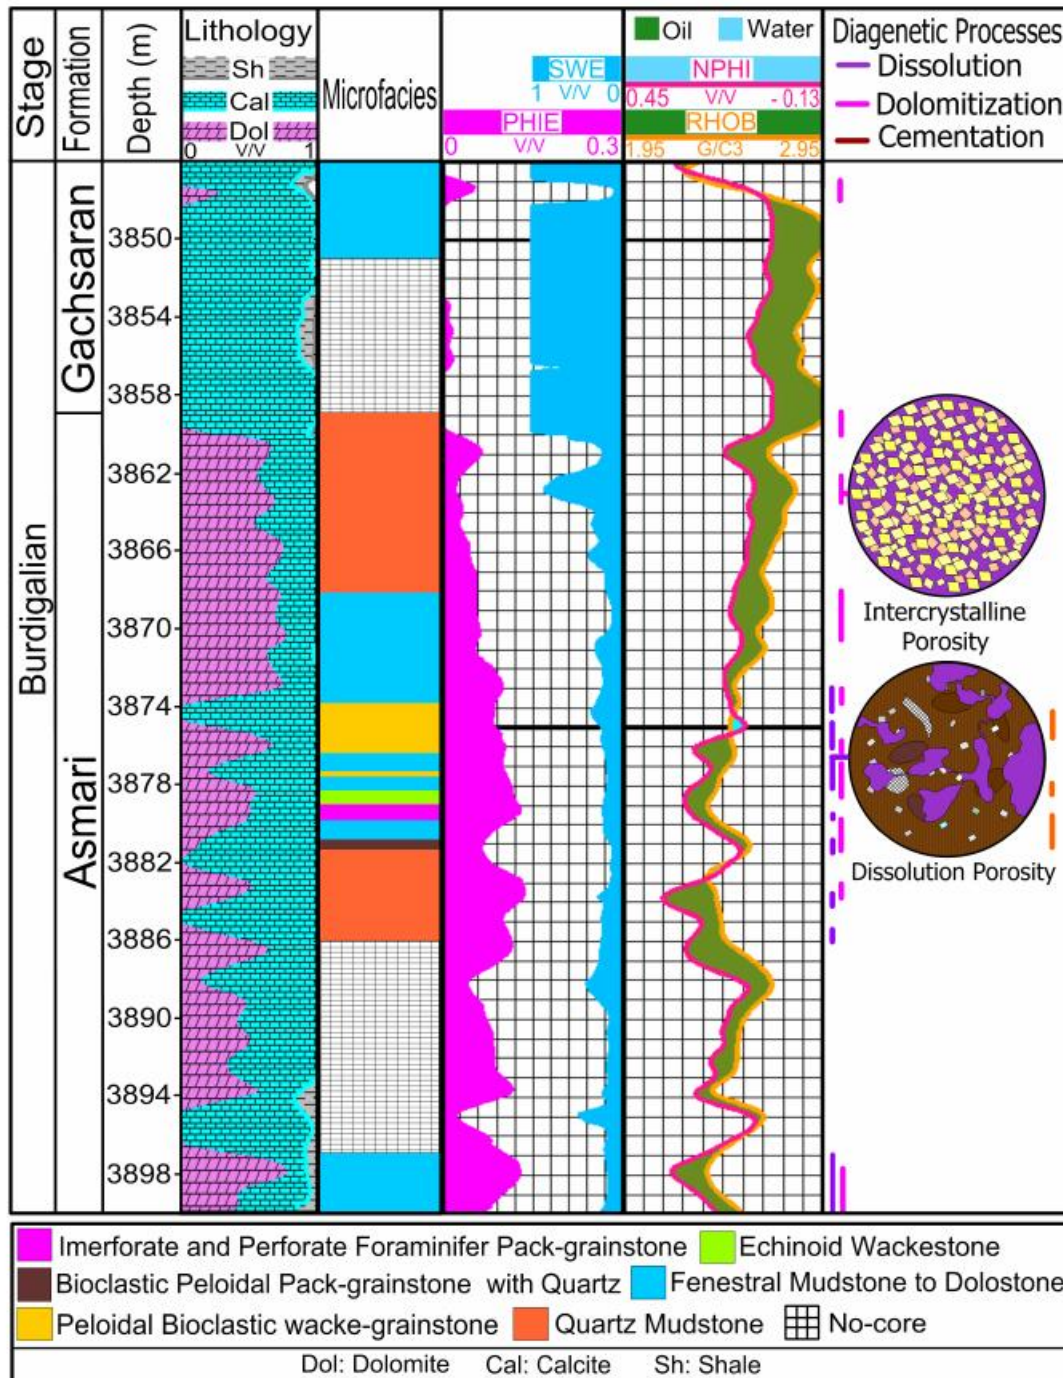 Stage
Formation
Depth (m)
Lithology
Sh
Cal
Dol
0 V/V 1
Microfacies
SWE
1 V/V 0
PHIE
0 V/V 0.3
Oil Water
NPHI
0.45 V/V -0.13
RHOB
1.95 G/C3 2.95
Diagenetic Processes
Dissolution
Dolomitization
Cementation
Burdigalian
Gachsaran
Asmari
3850
3854
3858
3862
3866
3870
3874
3878
3882
3886
3890
3894
3898
Intercrystalline
Porosity
Dissolution Porosity
Imerforate and Perforate Foraminifer Pack-grainstone Echinoid Wackestone
Bioclastic Peloidal Pack-grainstone with Quartz Fenestral Mudstone to Dolostone
Peloidal Bioclastic wacke-grainstone Quartz Mudstone No-core
Dol: Dolomite Cal: Calcite Sh: Shale